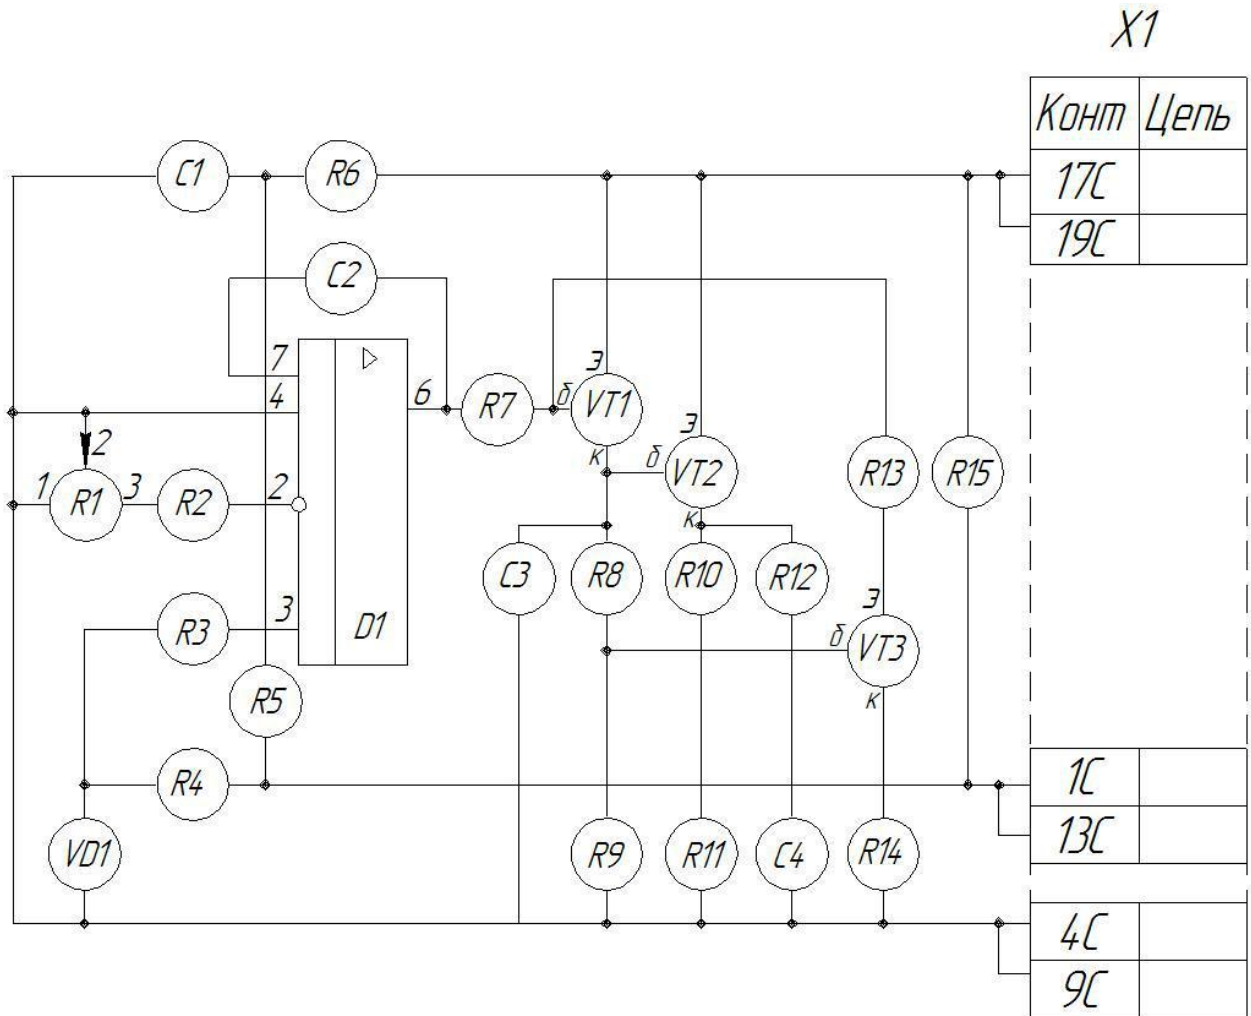 X1
Конт Цепь
C1 R6 17C
19C
C2
7
4 6 R7 б VT1 э
к
2
1 R1 3 R2 2
б VT2 э
к
R13 R15
C3 R8 R10 R12
R3 3 D1
э
б VT3
к
R5
R4 1C
13C
VD1 R9 R11 C4 R14
4C
9C